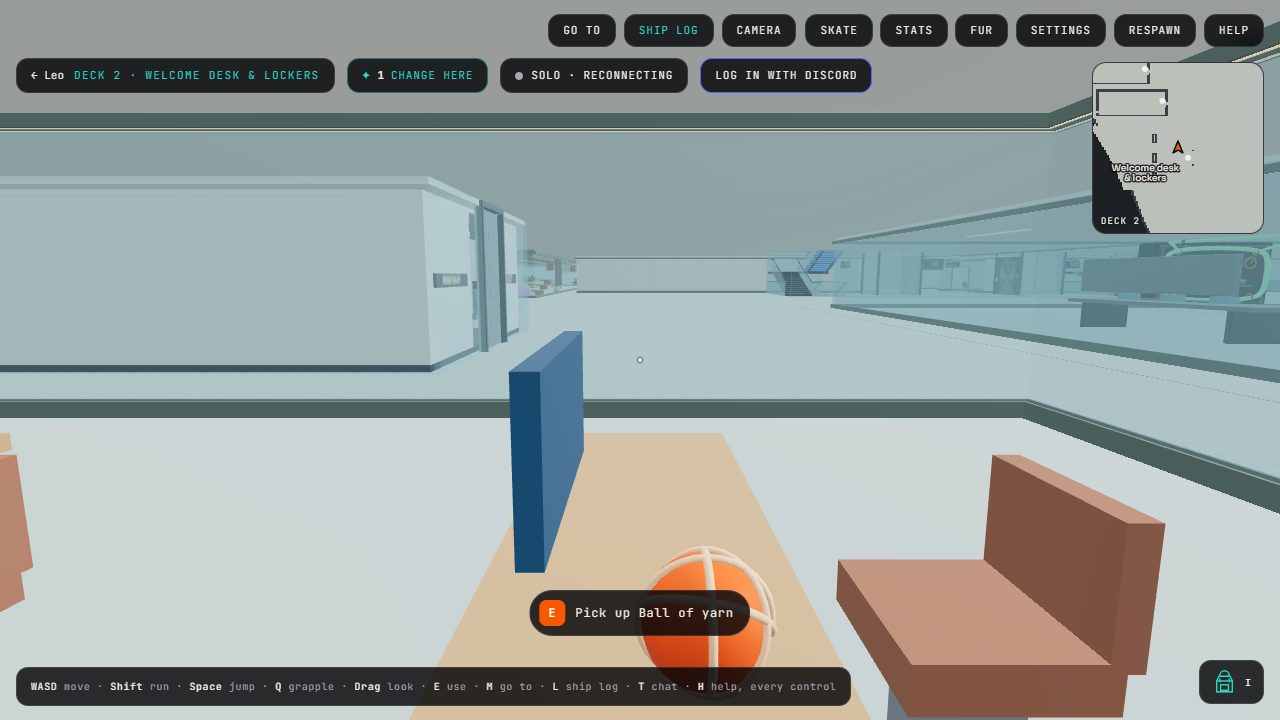 GO TO
SHIP LOG
CAMERA
SKATE
STATS
FUR
SETTINGS
RESPAWN
HELP
← Leo DECK 2 · WELCOME DESK & LOCKERS
✦ 1 CHANGE HERE
SOLO · RECONNECTING
LOG IN WITH DISCORD
Welcome desk
& lockers
DECK 2
E Pick up Ball of yarn
WASD move · Shift run · Space jump · Q grapple · Drag look · E use · M go to · L ship log · T chat · H help, every control
I